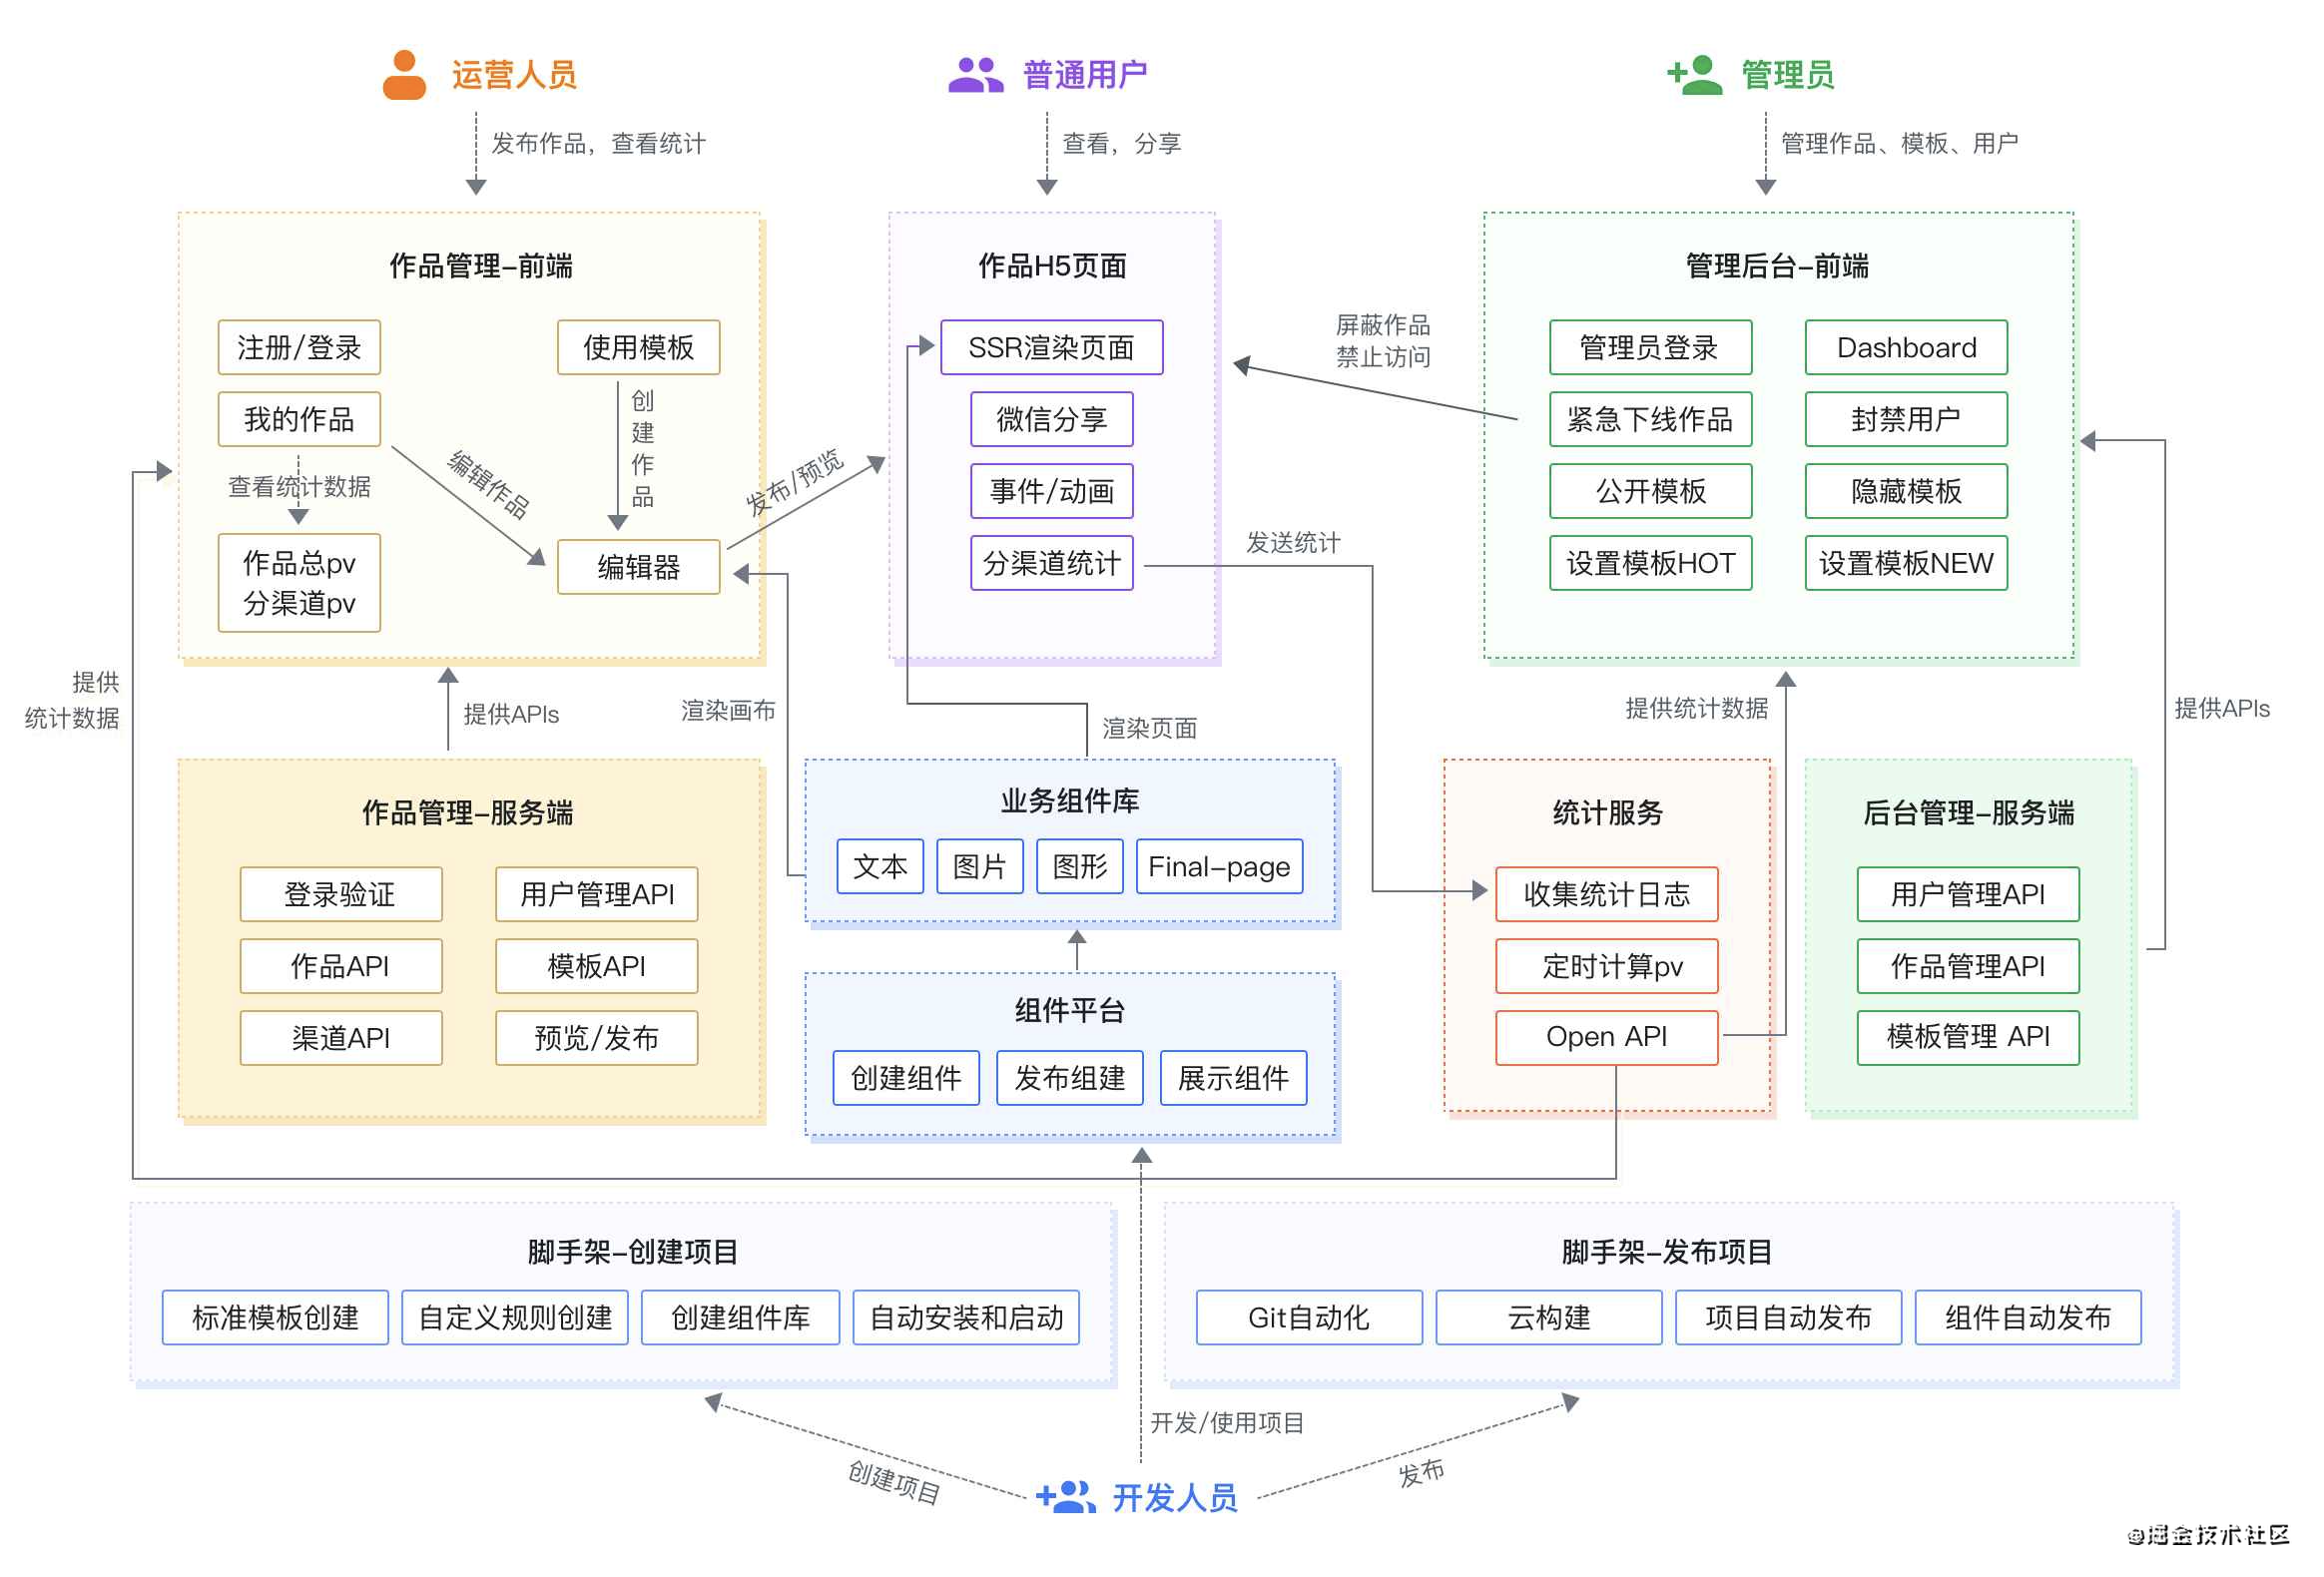 运营人员
普通用户
管理员
发布作品，查看统计
查看，分享
管理作品、模板、用户
作品管理-前端
注册/登录
使用模板
我的作品
创建作品
查看统计数据
编辑作品
作品总pv
分渠道pv
编辑器
发布/预览
作品H5页面
SSR渲染页面
微信分享
事件/动画
分渠道统计
屏蔽作品
禁止访问
发送统计
管理后台-前端
管理员登录
Dashboard
紧急下线作品
封禁用户
公开模板
隐藏模板
设置模板HOT
设置模板NEW
提供
统计数据
提供APIs
渲染画布
渲染页面
提供统计数据
提供APIs
作品管理-服务端
登录验证
用户管理API
作品API
模板API
渠道API
预览/发布
业务组件库
文本
图片
图形
Final-page
组件平台
创建组件
发布组建
展示组件
统计服务
收集统计日志
定时计算pv
Open API
后台管理-服务端
用户管理API
作品管理API
模板管理 API
脚手架-创建项目
标准模板创建
自定义规则创建
创建组件库
自动安装和启动
脚手架-发布项目
Git自动化
云构建
项目自动发布
组件自动发布
创建项目
开发/使用项目
发布
开发人员
@掘金技术社区